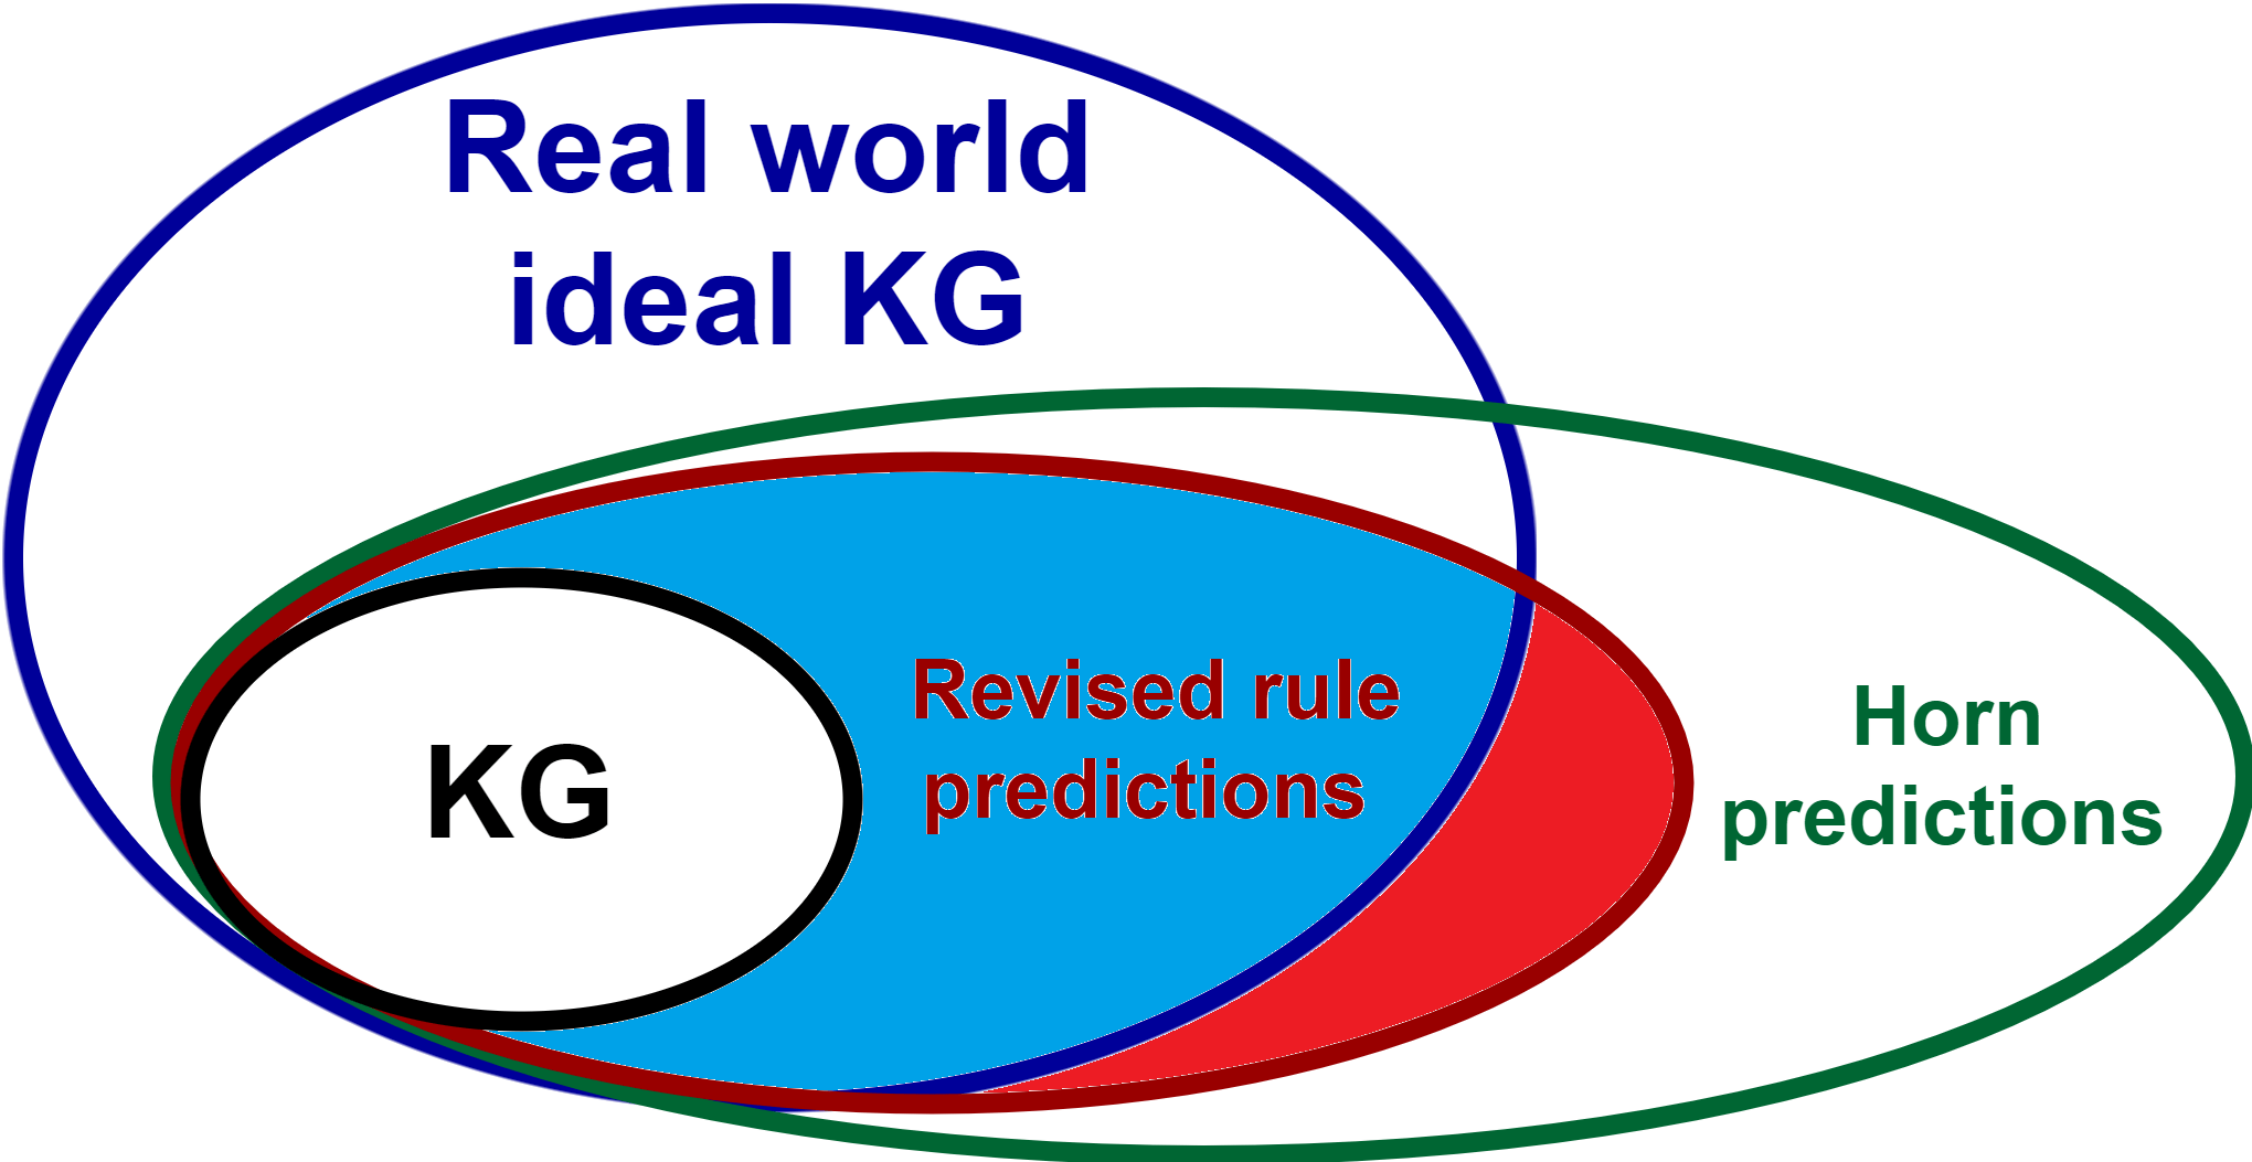 Real world
ideal KG
KG
Revised rule
predictions
Horn
predictions